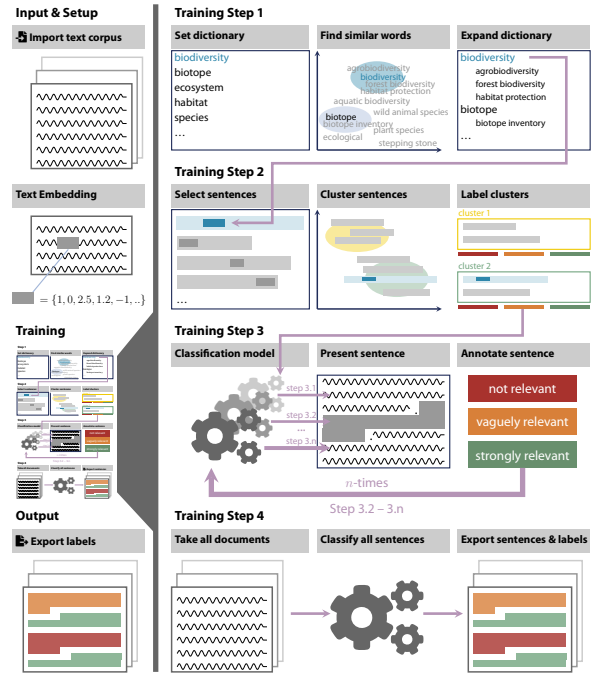 Input & Setup
Import text corpus
Text Embedding
= {1, 0, 2.5, 1.2, −1, ..}
Training
Output
Export labels
Training Step 1
Set dictionary
biodiversity
biotope
ecosystem
habitat
species
...
Find similar words
agrobiodiversity
biodiversity
forest biodiversity
habitat protection
aquatic biodiversity
wild animal species
biotope
biotope inventory
plant species
ecological
stepping stone
Expand dictionary
biodiversity
agrobiodiversity
forest biodiversity
habitat protection
biotope
biotope inventory
...
Training Step 2
Select sentences
...
Cluster sentences
Label clusters
cluster 1
cluster 2
Training Step 3
Classification model
step 3.1
step 3.2
...
step 3.n
Present sentence
Annotate sentence
not relevant
vaguely relevant
strongly relevant
n-times
Step 3.2 – 3.n
Training Step 4
Take all documents
Classify all sentences
Export sentences & labels